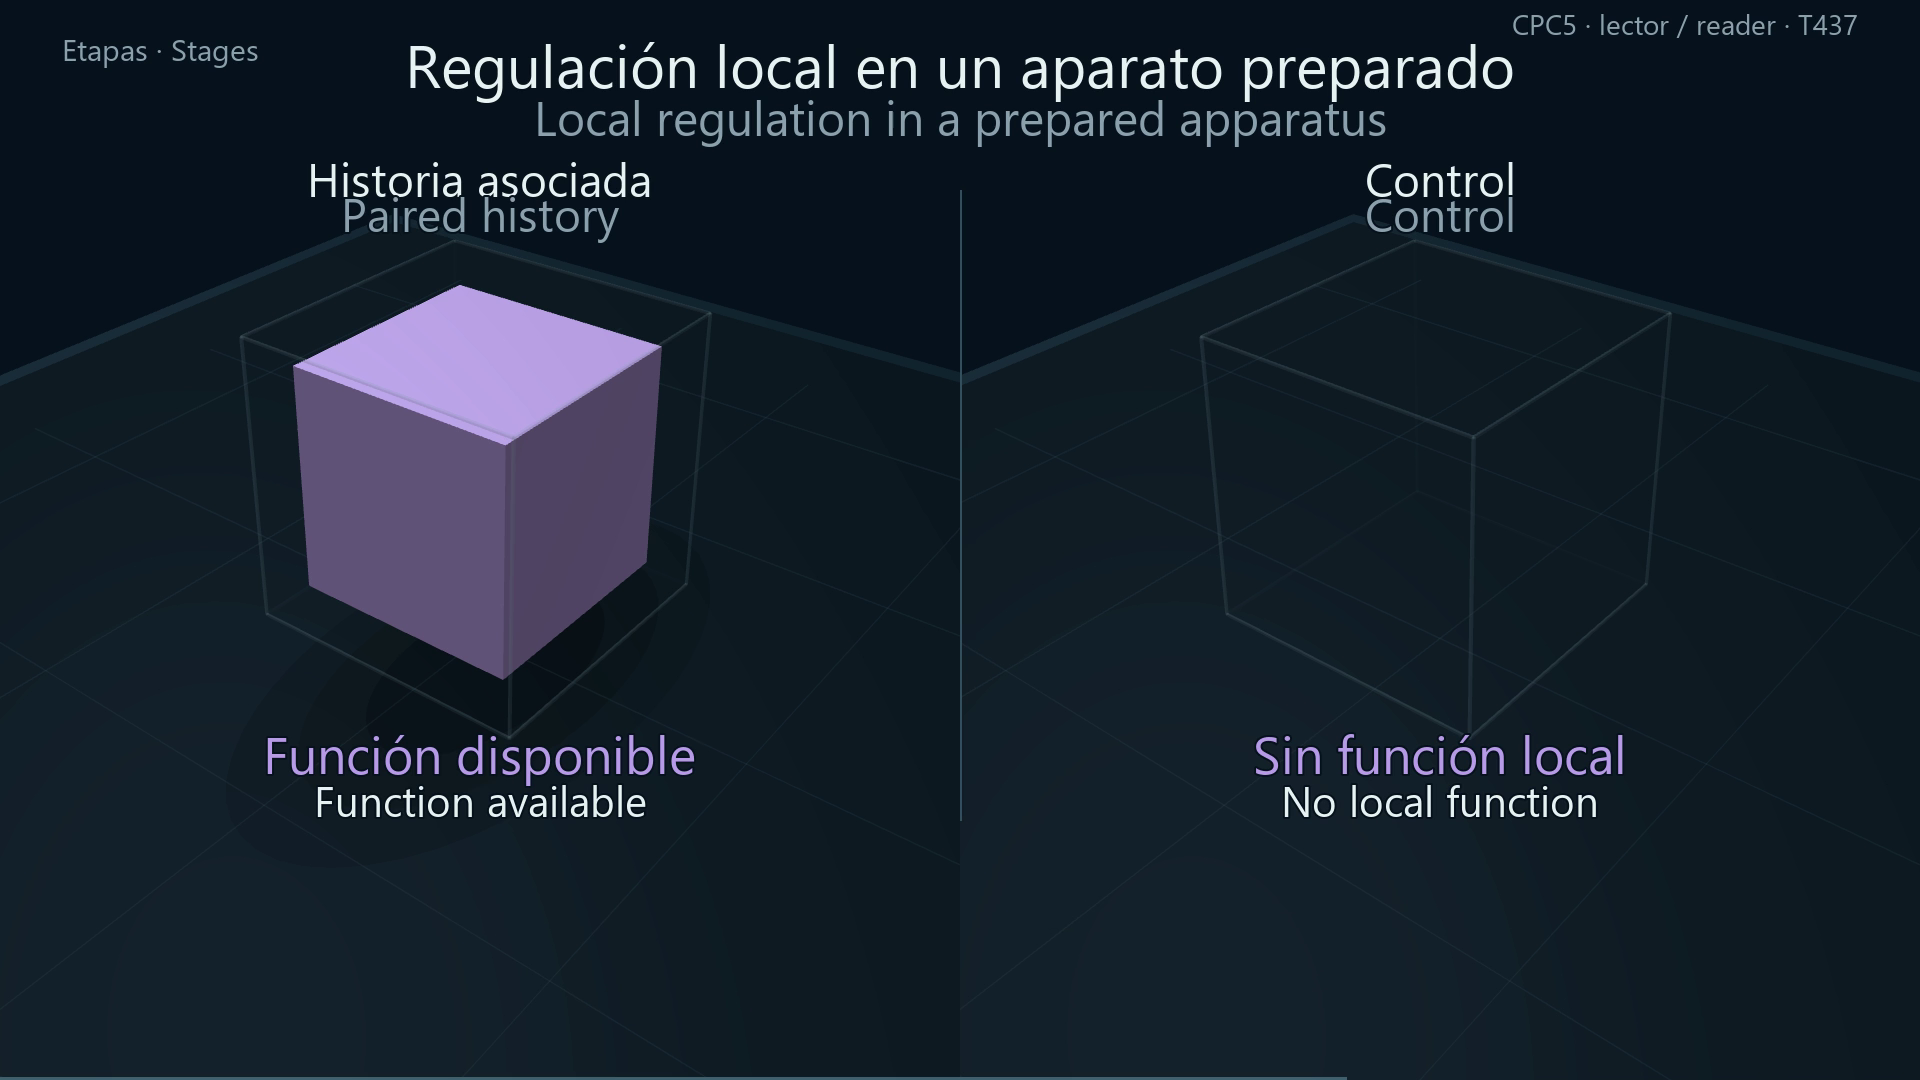 Etapas · Stages
CPC5 · lector / reader · T437
Regulación local en un aparato preparado
Local regulation in a prepared apparatus
Historia asociada
Paired history
Control
Control
Función disponible
Function available
Sin función local
No local function